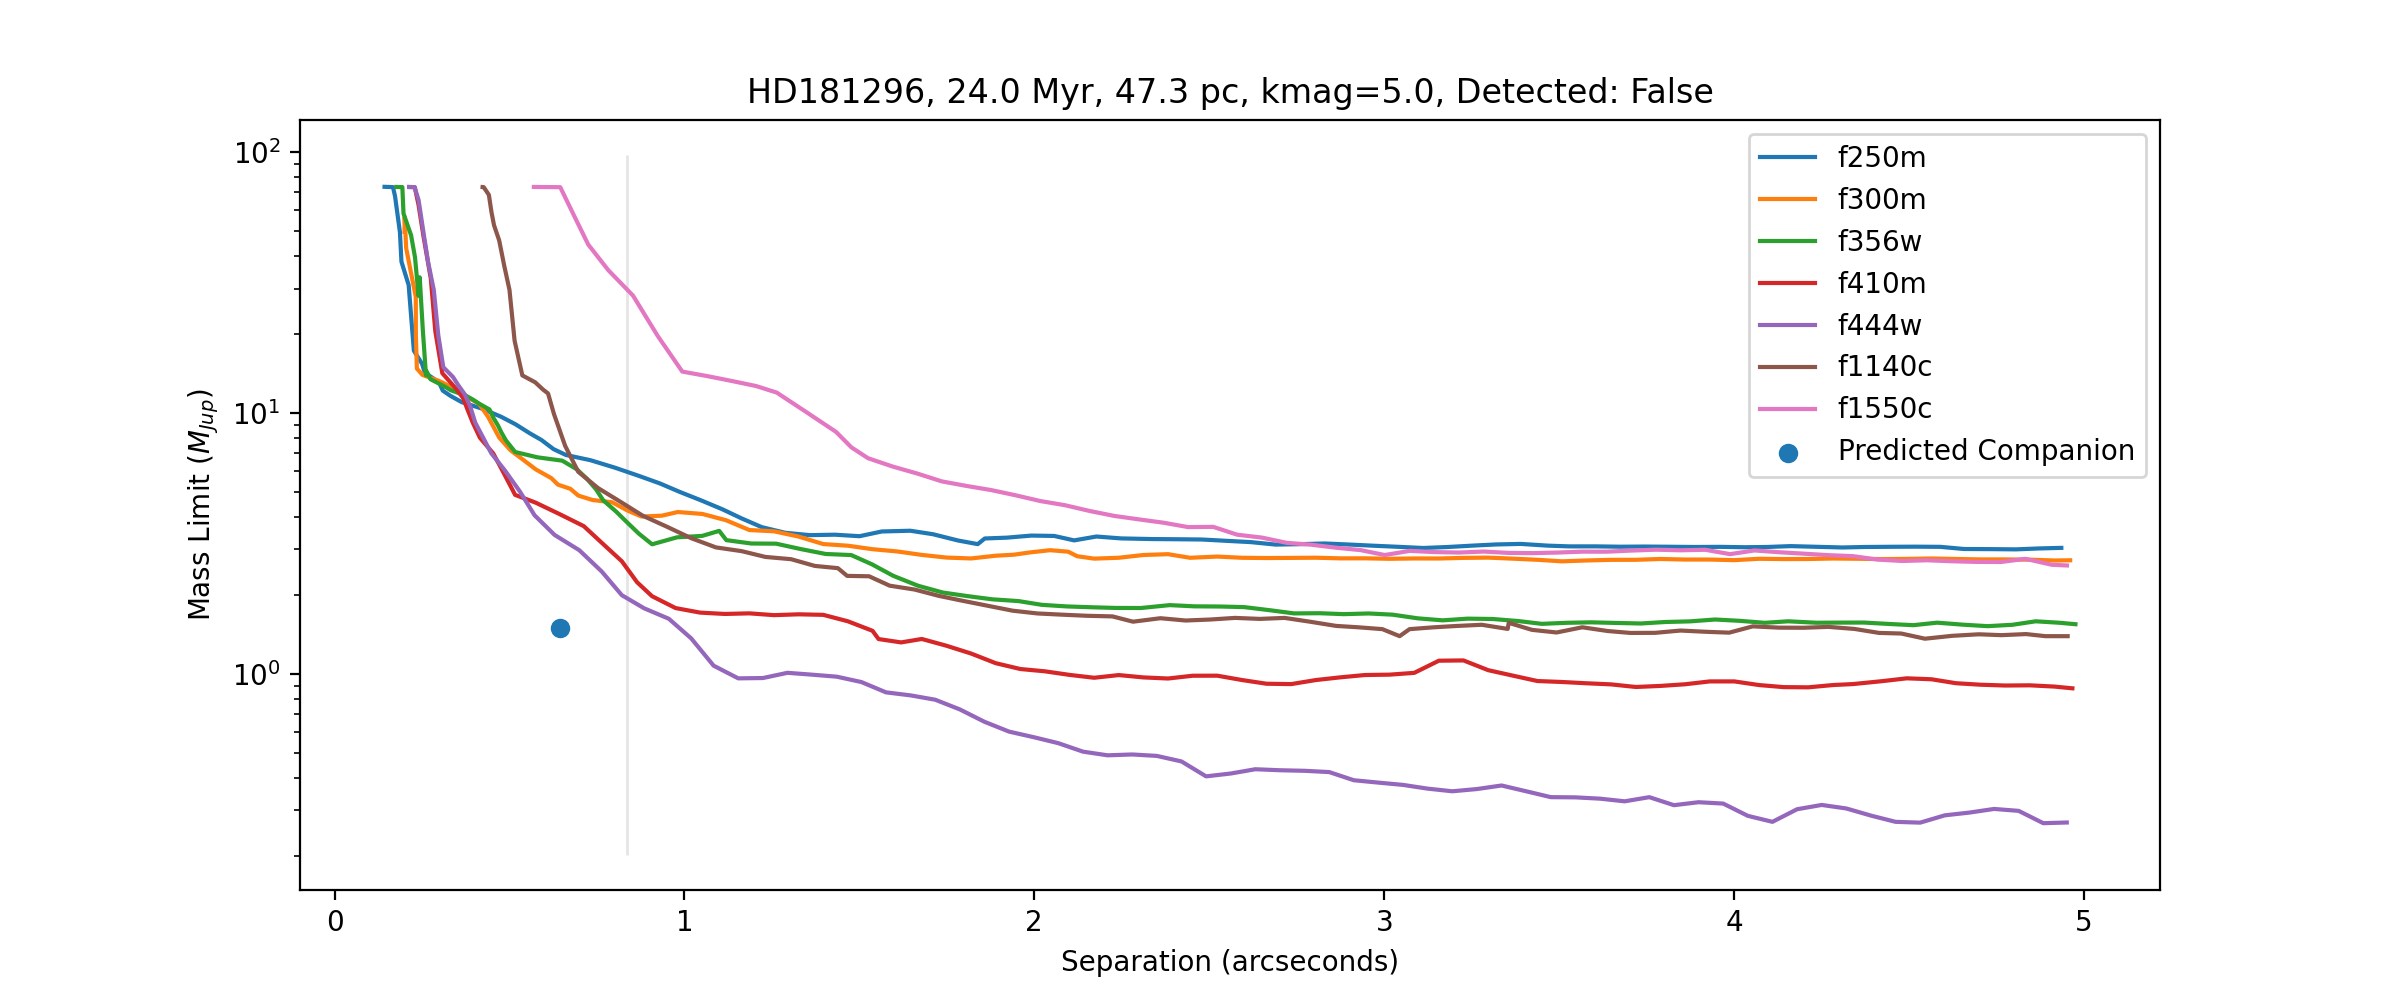 HD181296, 24.0 Myr, 47.3 pc, kmag=5.0, Detected: False
10²
10¹
10⁰
Mass Limit (M_Jup)
f250m
f300m
f356w
f410m
f444w
f1140c
f1550c
Predicted Companion
0 1 2 3 4 5
Separation (arcseconds)